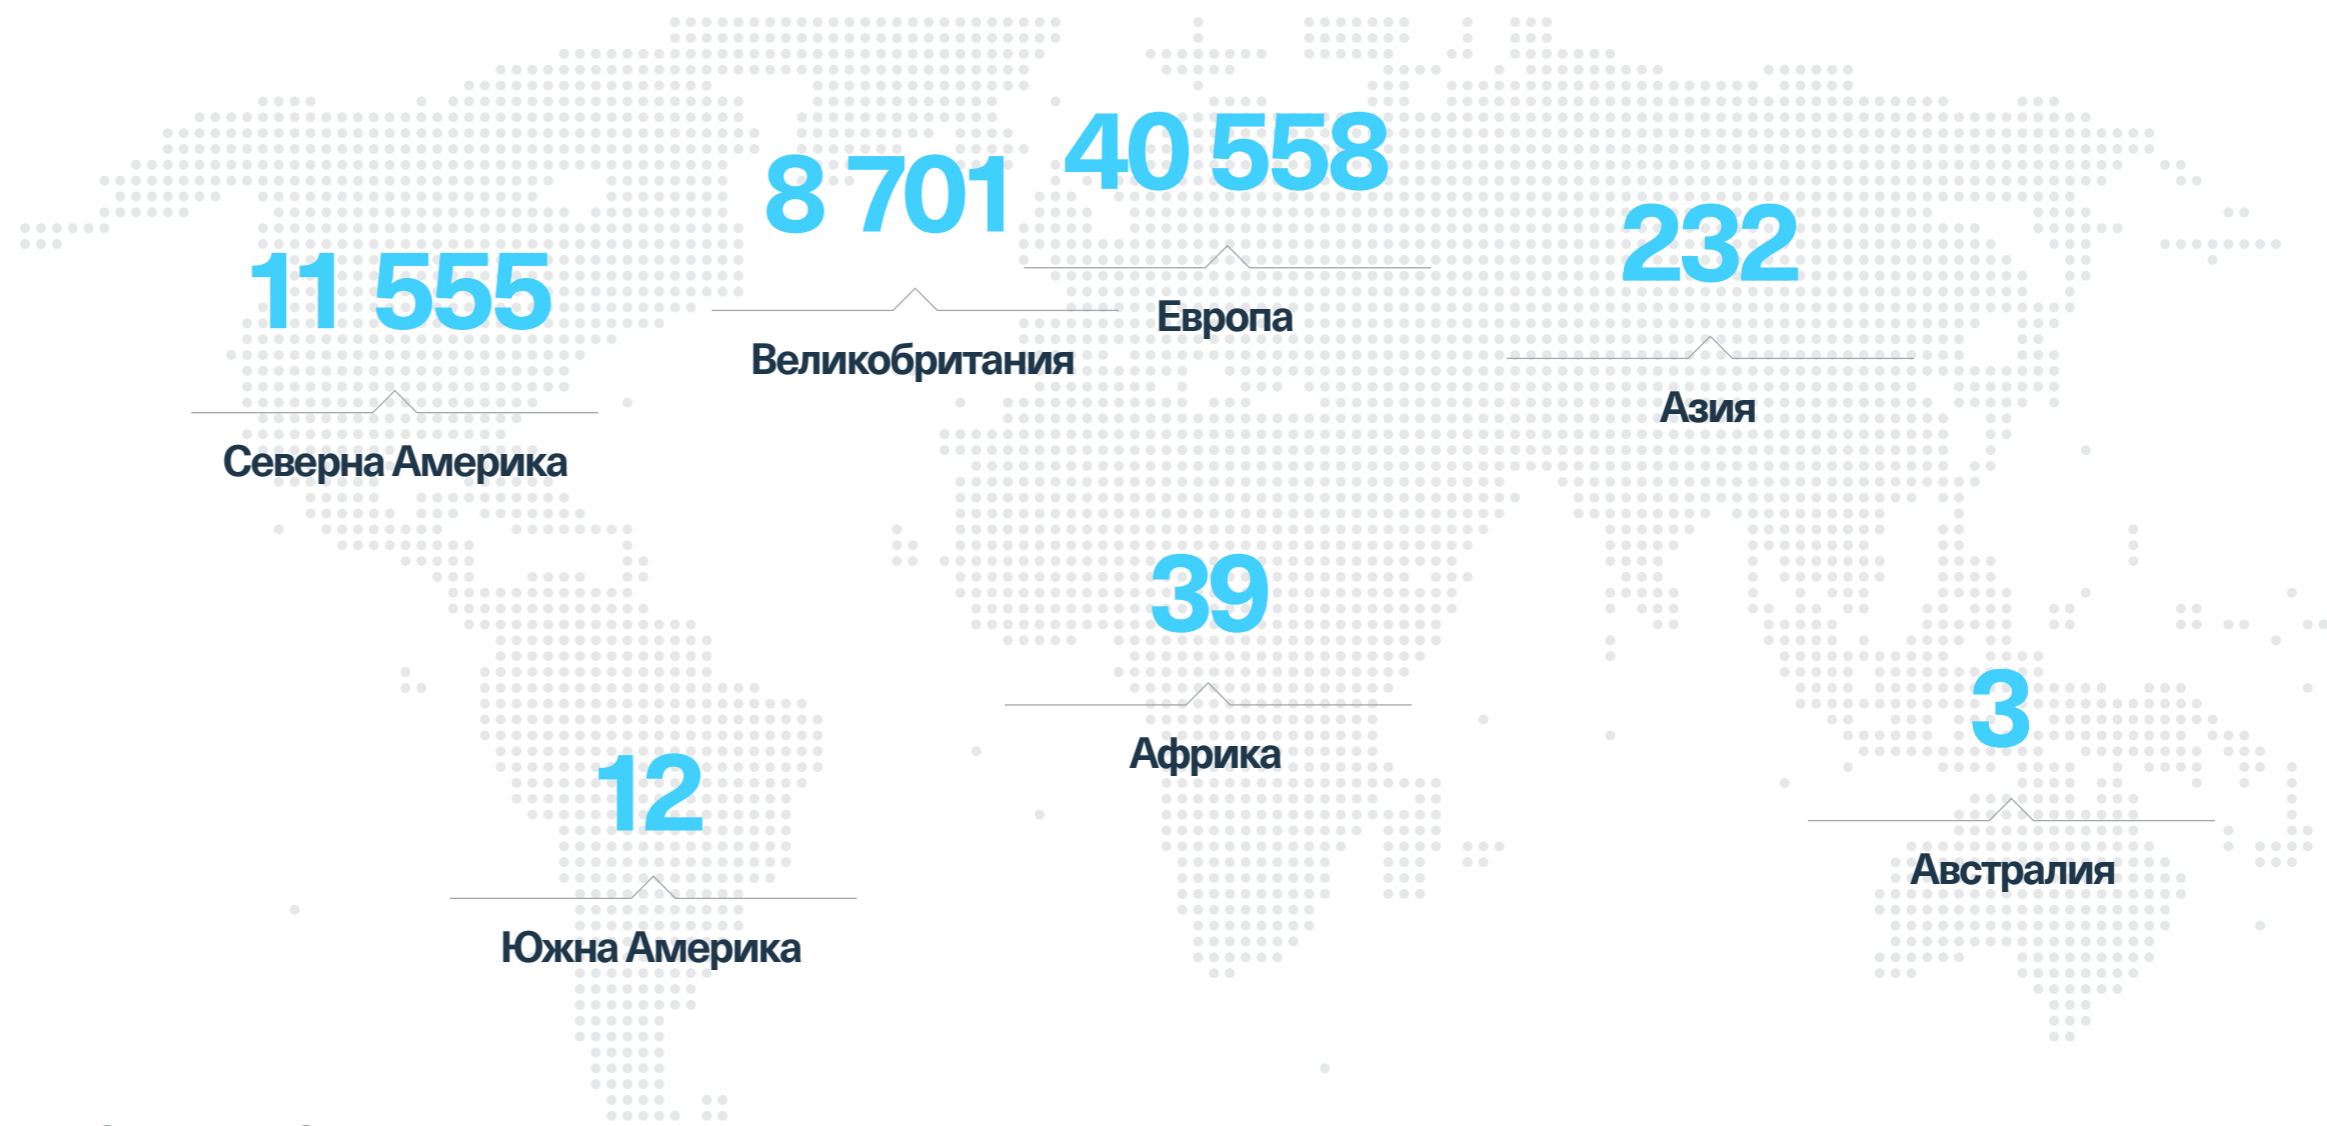 40 558
Европа
8 701
Великобритания
232
Азия
11 555
Северна Америка
39
Африка
3
Австралия
12
Южна Америка